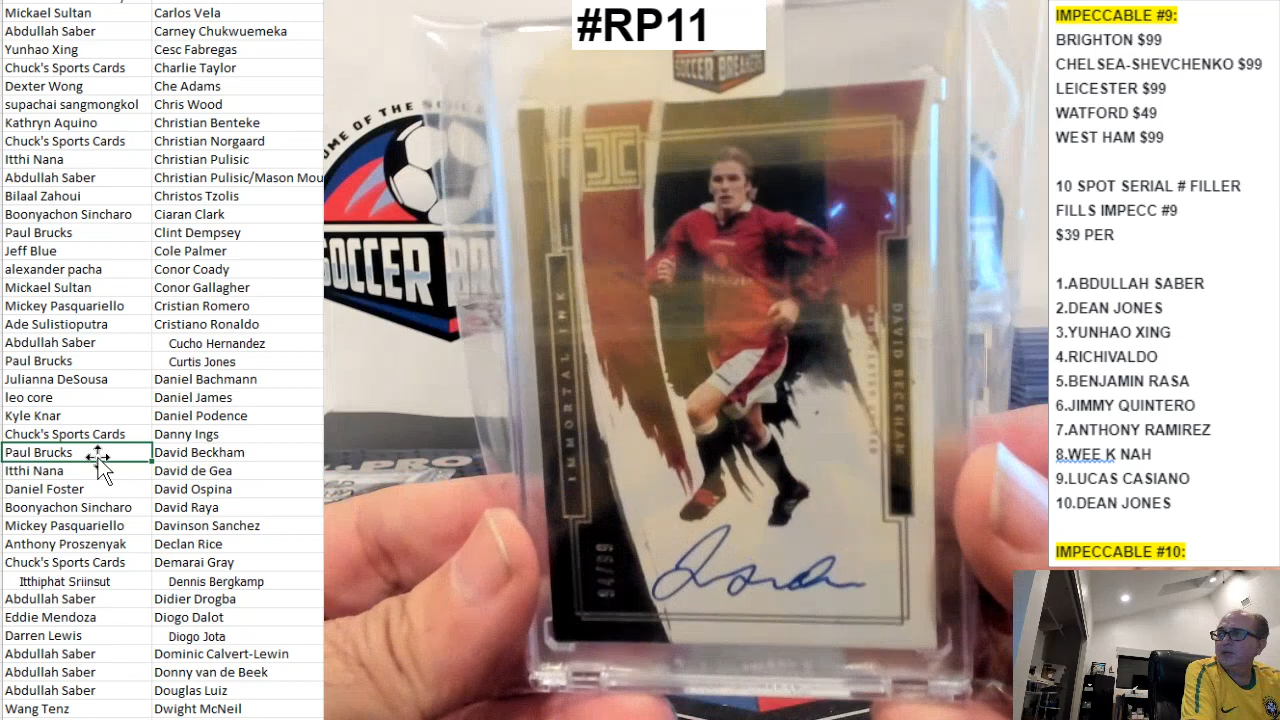 Mickael Sultan Carlos Vela
Abdullah Saber Carney Chukwuemeka
Yunhao Xing Cesc Fabregas
Chuck's Sports Cards Charlie Taylor
Dexter Wong Che Adams
supachai sangmongkol Chris Wood
Kathryn Aquino Christian Benteke
Chuck's Sports Cards Christian Norgaard
Itthi Nana Christian Pulisic
Abdullah Saber Christian Pulisic/Mason Mou
Bilaal Zahoui Christos Tzolis
Boonyachon Sincharo Ciaran Clark
Paul Brucks Clint Dempsey
Jeff Blue Cole Palmer
alexander pacha Conor Coady
Mickael Sultan Conor Gallagher
Mickey Pasquariello Cristian Romero
Ade Sulistioputra Cristiano Ronaldo
Abdullah Saber Cucho Hernandez
Paul Brucks Curtis Jones
Julianna DeSousa Daniel Bachmann
leo core Daniel James
Kyle Knar Daniel Podence
Chuck's Sports Cards Danny Ings
Paul Brucks David Beckham
Itthi Nana David de Gea
Daniel Foster David Ospina
Boonyachon Sincharo David Raya
Mickey Pasquariello Davinson Sanchez
Anthony Proszenyak Declan Rice
Chuck's Sports Cards Demarai Gray
Itthiphat Sriinsut Dennis Bergkamp
Abdullah Saber Didier Drogba
Eddie Mendoza Diogo Dalot
Darren Lewis Diogo Jota
Abdullah Saber Dominic Calvert-Lewin
Abdullah Saber Donny van de Beek
Abdullah Saber Douglas Luiz
Wang Tenz Dwight McNeil
#RP11
SOCCER BREAKERS
OME OF THE
SOCCER BR
IMMORTAL INK
DAVID BECKHAM
MANCHESTER UNITED
94/99
IMPECCABLE #9:
BRIGHTON $99
CHELSEA-SHEVCHENKO $99
LEICESTER $99
WATFORD $49
WEST HAM $99
10 SPOT SERIAL # FILLER
FILLS IMPECC #9
$39 PER
1.ABDULLAH SABER
2.DEAN JONES
3.YUNHAO XING
4.RICHIVALDO
5.BENJAMIN RASA
6.JIMMY QUINTERO
7.ANTHONY RAMIREZ
8.WEE K NAH
9.LUCAS CASIANO
10.DEAN JONES
IMPECCABLE #10: